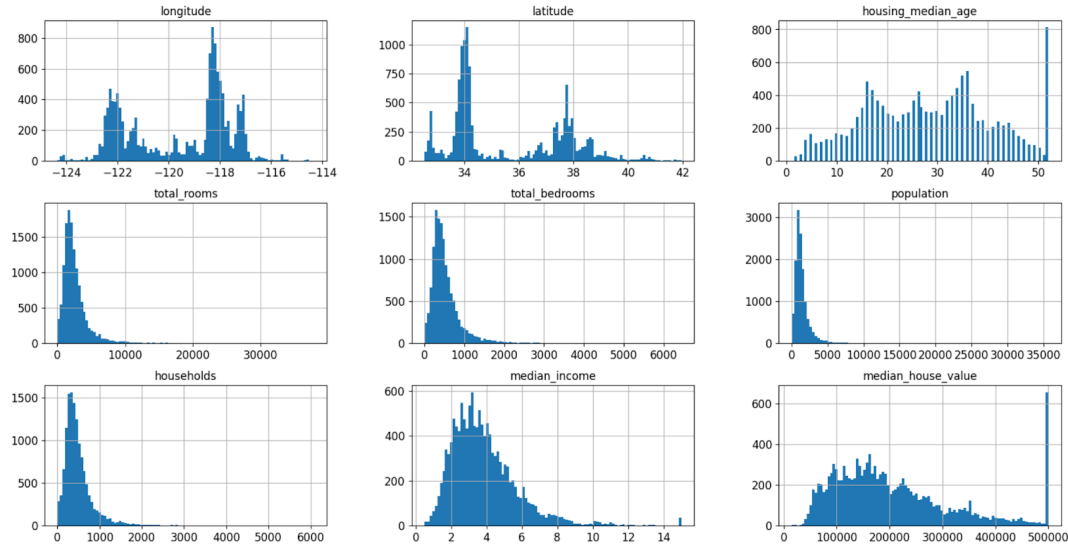 longitude
800
600
400
200
0
−124 −122 −120 −118 −116 −114
latitude
1000
750
500
250
0
34 36 38 40 42
housing_median_age
800
600
400
200
0
0 10 20 30 40 50
total_rooms
1500
1000
500
0
0 10000 20000 30000
total_bedrooms
1500
1000
500
0
0 1000 2000 3000 4000 5000 6000
population
3000
2000
1000
0
0 5000 10000 15000 20000 25000 30000 35000
households
1500
1000
500
0
0 1000 2000 3000 4000 5000 6000
median_income
600
400
200
0
0 2 4 6 8 10 12 14
median_house_value
600
400
200
0
0 100000 200000 300000 400000 500000